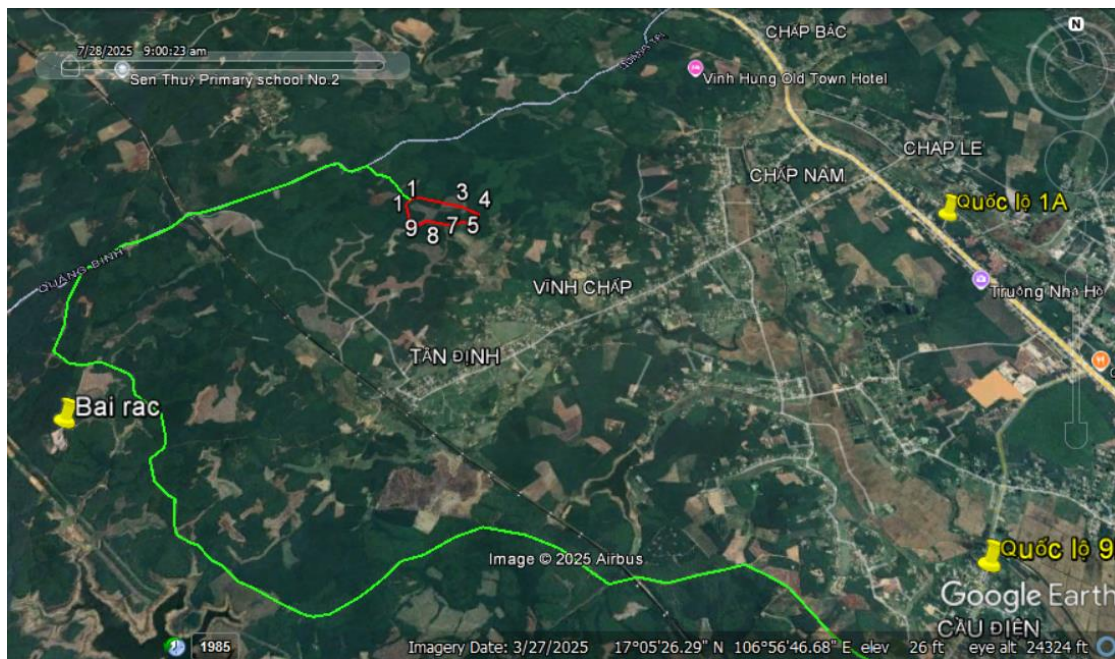 7/28/2025 9:00:23 am
Sen Thuỷ Primary school No.2
CHẤP BẮC
N
Vinh Hung Old Town Hotel
CHAP LE
CHẤP NAM
Quốc lộ 1A
1
3
4
1
9
8
7
5
QUẢNG BÌNH
Trường Nha Hồ
VĨNH CHẤP
TÂN ĐỊNH
Bai rac
Quốc lộ 9
Image © 2025 Airbus
Google Earth
CẦU ĐIỆN
1985
Imagery Date: 3/27/2025 17°05'26.29" N 106°56'46.68" E elev 26 ft eye alt 24324 ft